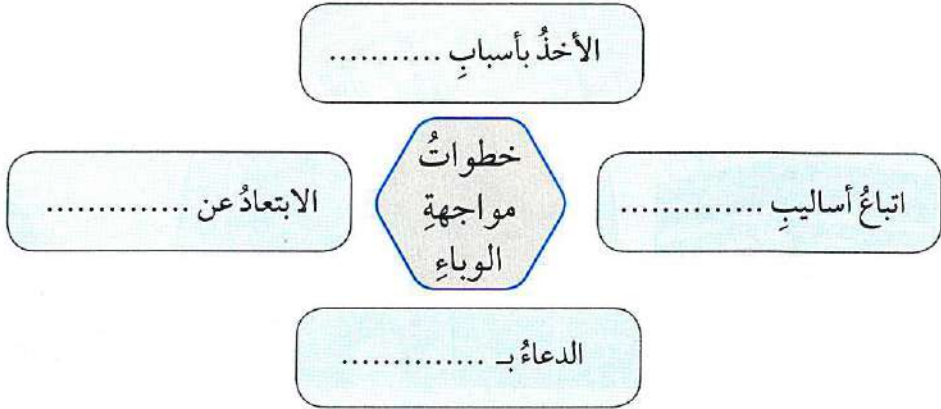 الأخذُ بأسبابِ ...........
خطواتُ
مواجهةِ
الوباءِ
اتباعُ أساليبِ ..............
الابتعادُ عن ..............
الدعاءُ بـ ..............